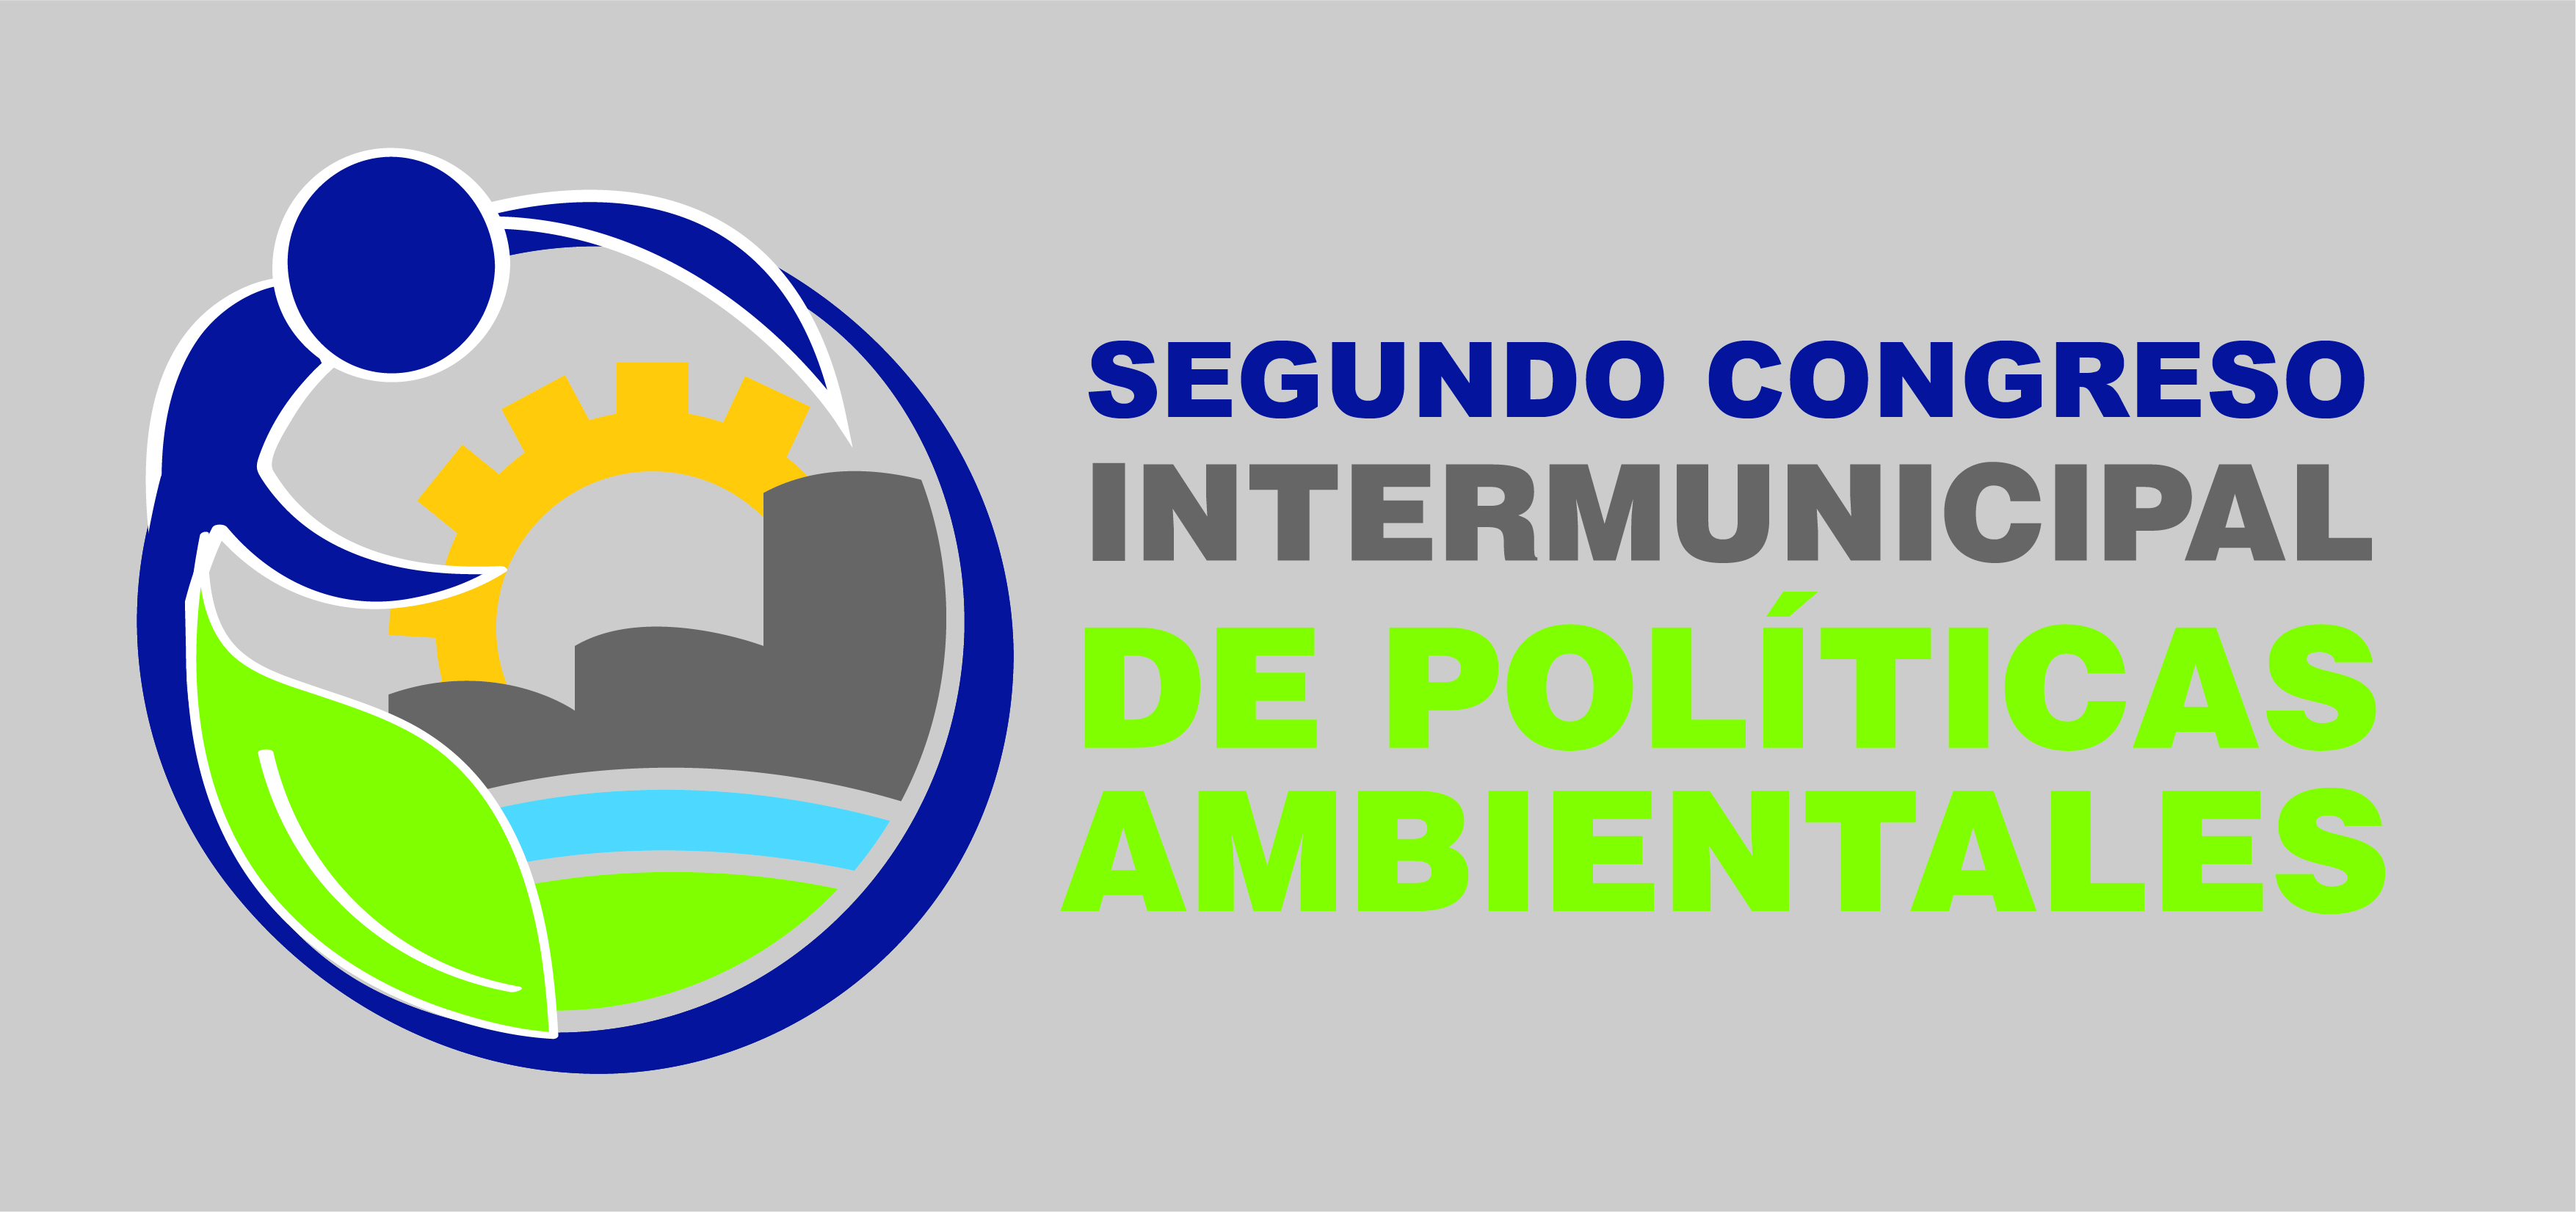 SEGUNDO CONGRESO
INTERMUNICIPAL
DE POLÍTICAS
AMBIENTALES